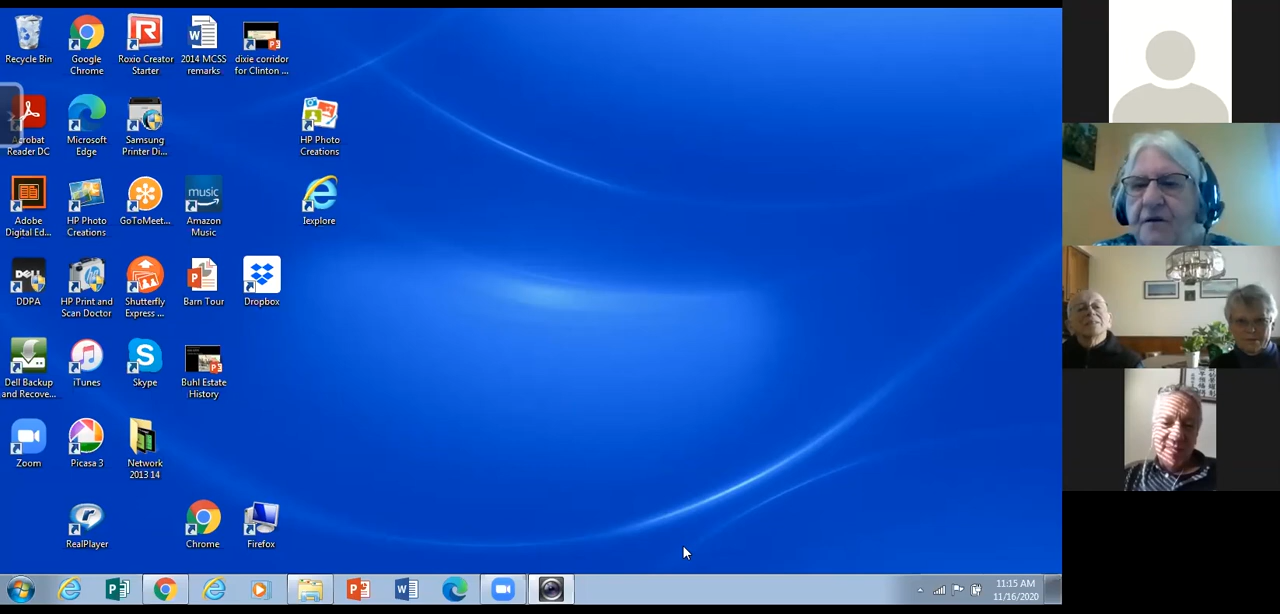 Recycle Bin
Google
Chrome
Roxio Creator
Starter
2014 MCSS
remarks
dixie corridor
for Clinton ...
Acrobat
Reader DC
Microsoft
Edge
Samsung
Printer Di...
HP Photo
Creations
Adobe
Digital Ed...
HP Photo
Creations
GoToMeet...
music
Amazon
Music
Iexplore
DELL
DDPA
HP Print and
Scan Doctor
Shutterfly
Express ...
Barn Tour
Dropbox
Dell Backup
and Recove...
iTunes
Skype
Buhl Estate
History
Zoom
Picasa 3
Network
2013 14
RealPlayer
Chrome
Firefox
11:15 AM
11/16/2020